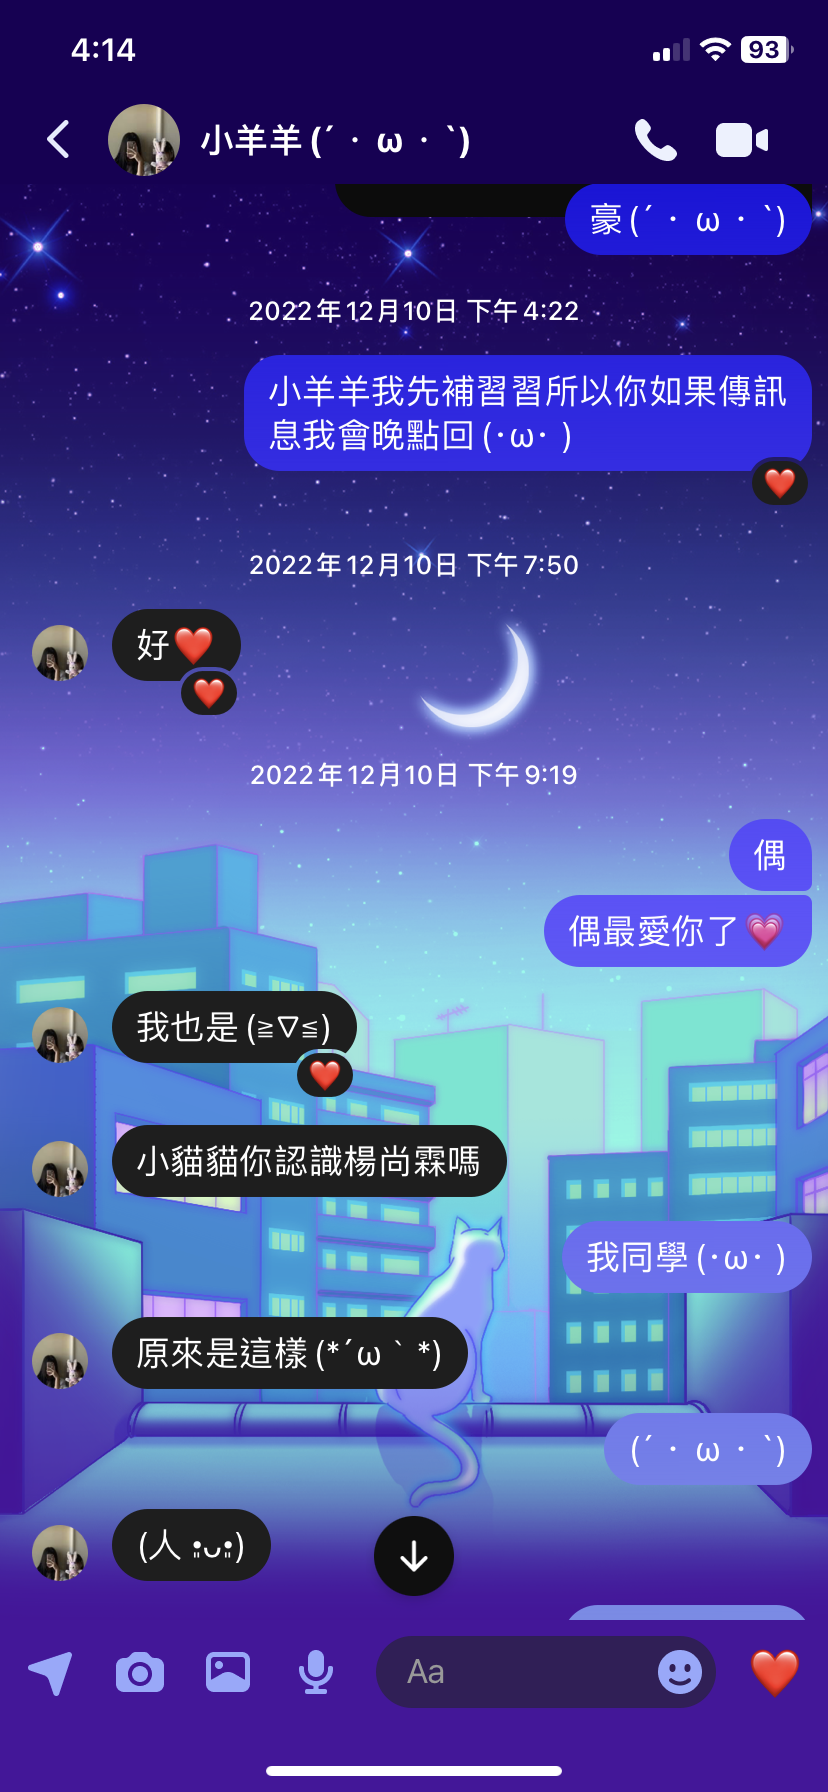 4:14
93
小羊羊 (´・ω・`)
豪 (´・ω・`)
2022年12月10日 下午4:22
小羊羊我先補習習所以你如果傳訊
息我會晚點回 (･ω･ )
2022年12月10日 下午7:50
好❤️
2022年12月10日 下午9:19
偶
偶最愛你了💗
我也是 (≧∇≦)
小貓貓你認識楊尚霖嗎
我同學 (･ω･ )
原來是這樣 (*´ω｀*)
(´・ω・`)
(人 •͈ᴗ•͈)
Aa